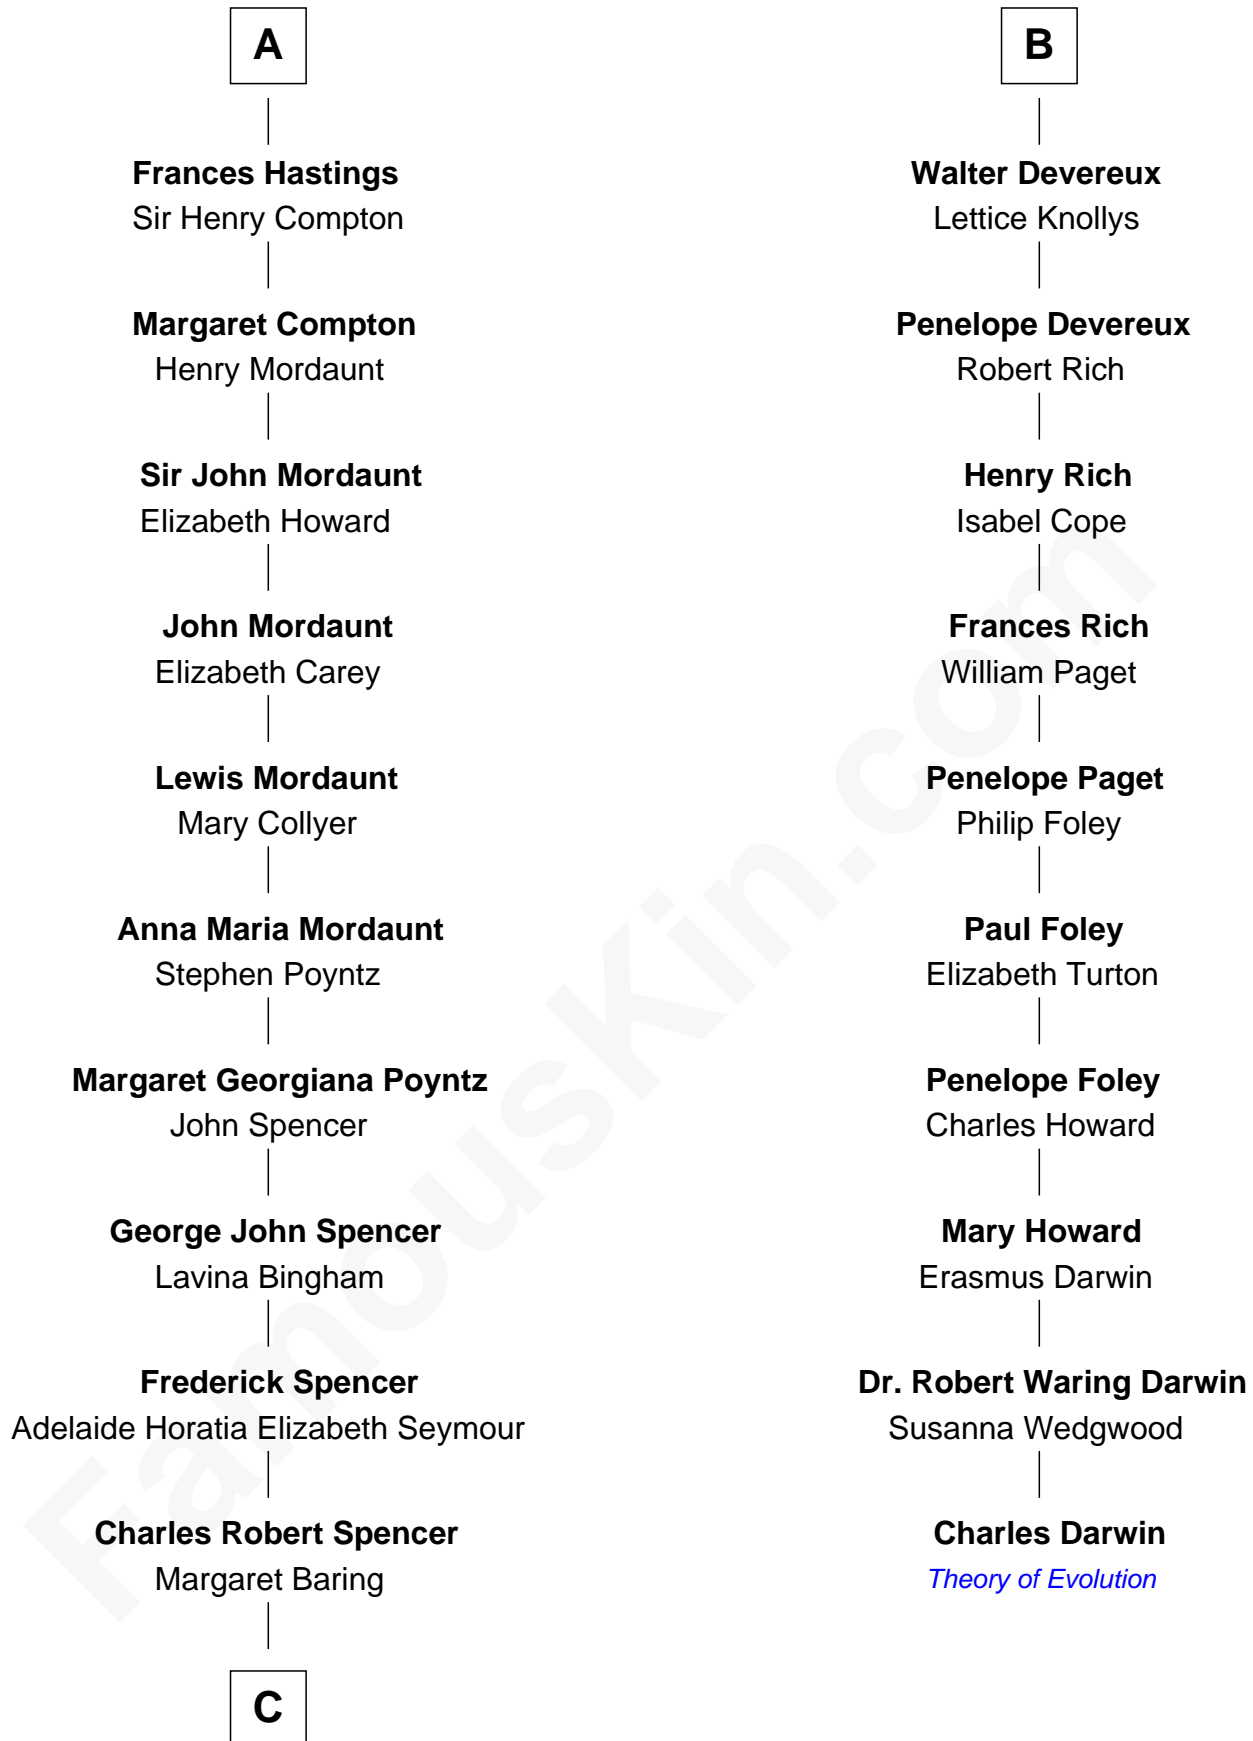 A
Frances Hastings
Sir Henry Compton
Margaret Compton
Henry Mordaunt
Sir John Mordaunt
Elizabeth Howard
John Mordaunt
Elizabeth Carey
Lewis Mordaunt
Mary Collyer
Anna Maria Mordaunt
Stephen Poyntz
Margaret Georgiana Poyntz
John Spencer
George John Spencer
Lavina Bingham
Frederick Spencer
Adelaide Horatia Elizabeth Seymour
Charles Robert Spencer
Margaret Baring
C
B
Walter Devereux
Lettice Knollys
Penelope Devereux
Robert Rich
Henry Rich
Isabel Cope
Frances Rich
William Paget
Penelope Paget
Philip Foley
Paul Foley
Elizabeth Turton
Penelope Foley
Charles Howard
Mary Howard
Erasmus Darwin
Dr. Robert Waring Darwin
Susanna Wedgwood
Charles Darwin
Theory of Evolution
FamousKin.com